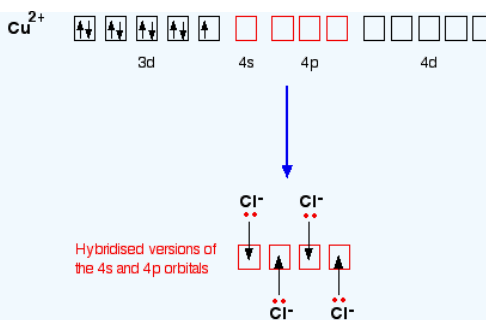 Cu2+
3d 4s 4p 4d
Cl- Cl-
Hybridised versions of
the 4s and 4p orbitals
Cl- Cl-